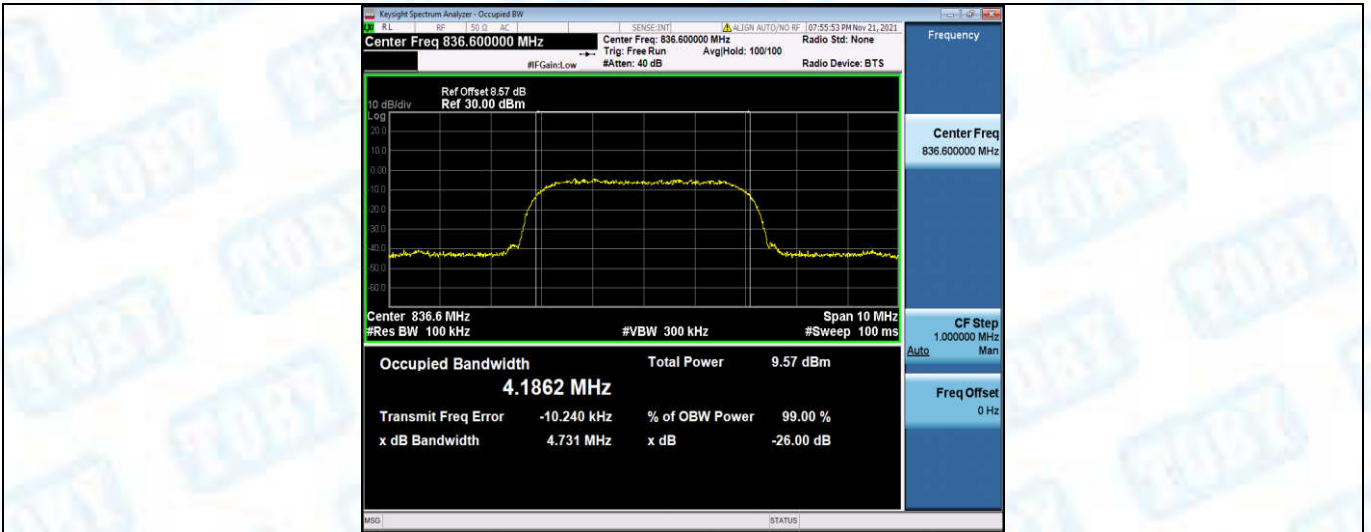 Keysight Spectrum Analyzer - Occupied BW
RL RF 50 Ω AC SENSE:INT ALIGN AUTO/NO RF 07:55:53 PM Nov 21, 2021
Center Freq 836.600000 MHz
Center Freq: 836.600000 MHz Radio Std: None
Trig: Free Run Avg|Hold: 100/100
#IFGain:Low #Atten: 40 dB Radio Device: BTS
Frequency
Ref Offset 8.57 dB
10 dB/div Ref 30.00 dBm
Log
20.0
10.0
0.00
-10.0
-20.0
-30.0
-40.0
-50.0
-60.0
Center 836.6 MHz Span 10 MHz
#Res BW 100 kHz #VBW 300 kHz #Sweep 100 ms
Occupied Bandwidth Total Power 9.57 dBm
4.1862 MHz
Transmit Freq Error -10.240 kHz % of OBW Power 99.00 %
x dB Bandwidth 4.731 MHz x dB -26.00 dB
Center Freq
836.600000 MHz
CF Step
1.000000 MHz
Auto Man
Freq Offset
0 Hz
MSG STATUS